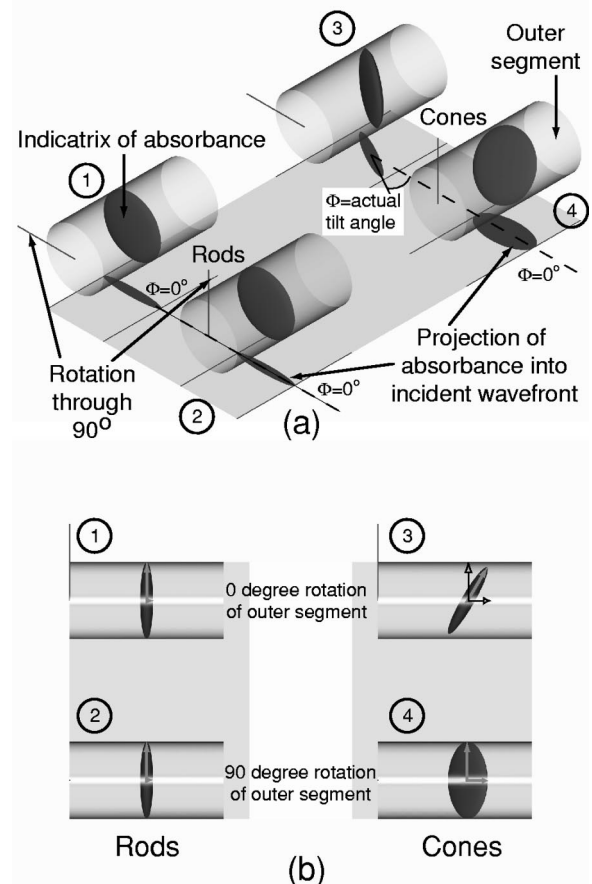 (a)
3
Outer
segment
Cones
Indicatrix of absorbance
1
Φ=actual
tilt angle
4
Rods
Φ=0°
Φ=0°
Φ=0°
Rotation
through
90°
2
Projection of
absorbance into
incident wavefront
(a)
1
3
0 degree rotation
of outer segment
2
4
90 degree rotation
of outer segment
Rods
Cones
(b)